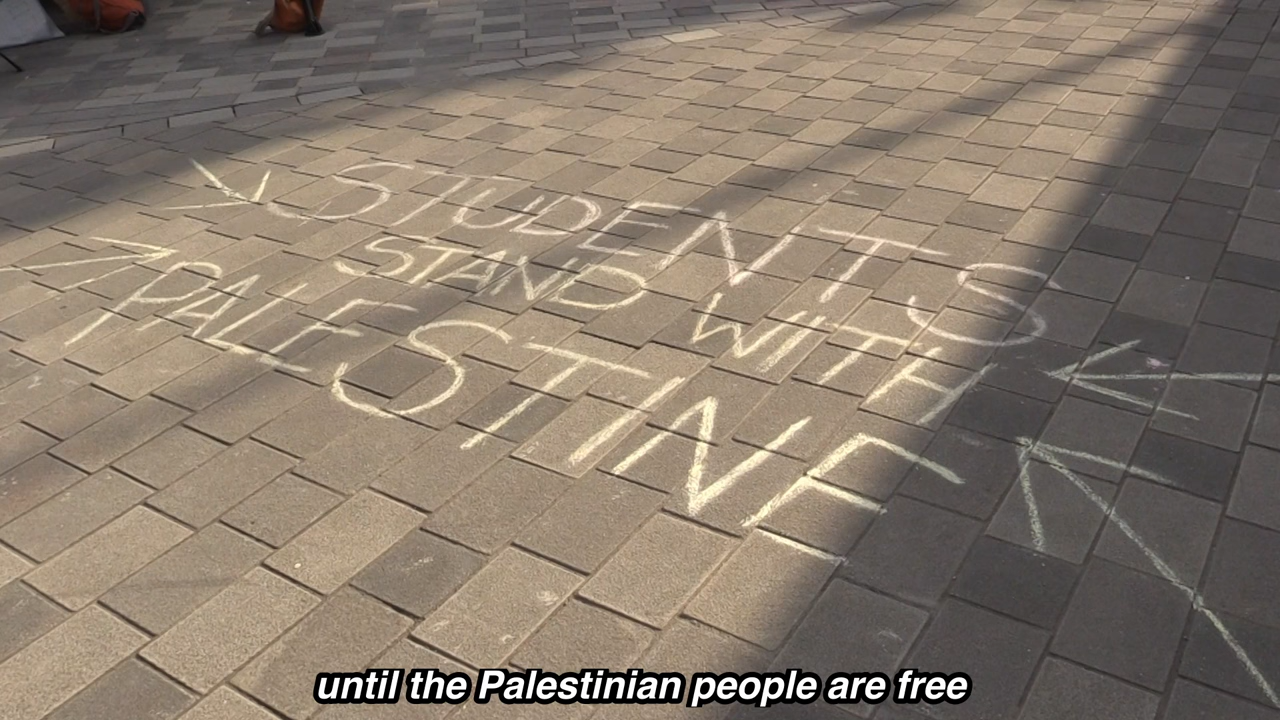 STUDENTS
STAND WITH
PALESTINE
until the Palestinian people are free